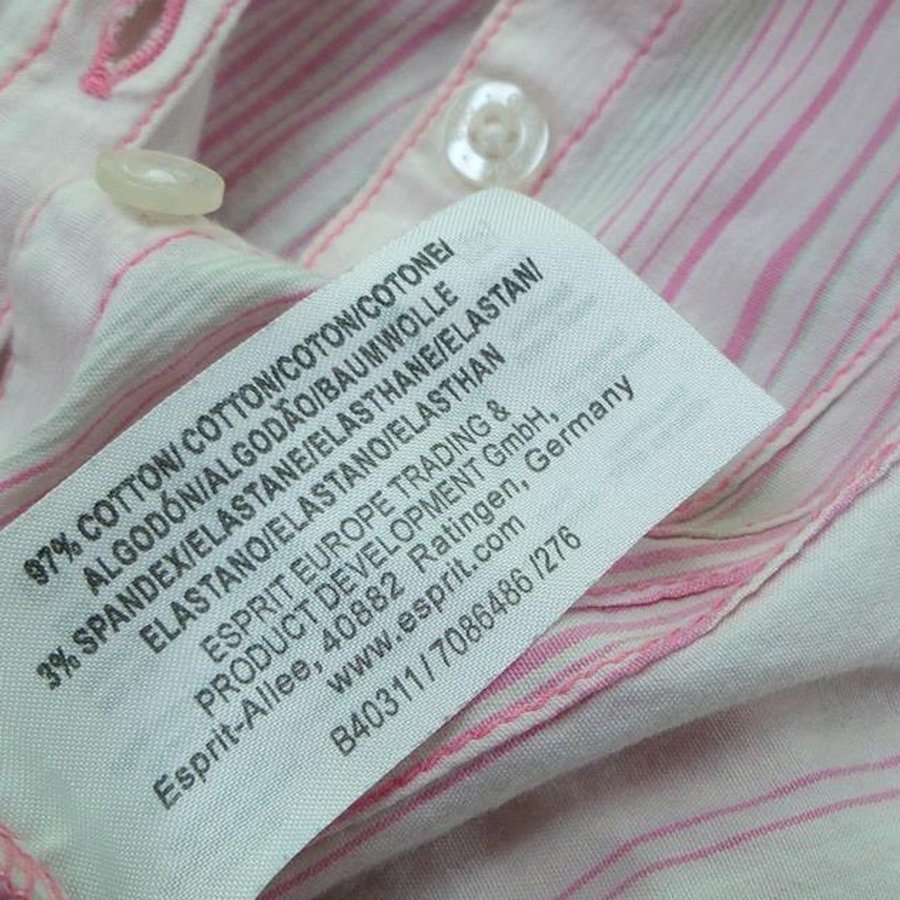 97% COTTON/ COTTON/COTON/COTONE/
ALGODÓN/ALGODÃO/BAUMWOLLE
3% SPANDEX/ELASTANE/ELASTHANE/ELASTAN/
ELASTANO/ELASTAN/ELASTHAN
ESPRIT EUROPE TRADING &
PRODUCT DEVELOPMENT GmbH,
Esprit-Allee, 40882 Ratingen, Germany
www.esprit.com
B40311/ 7086486 /276